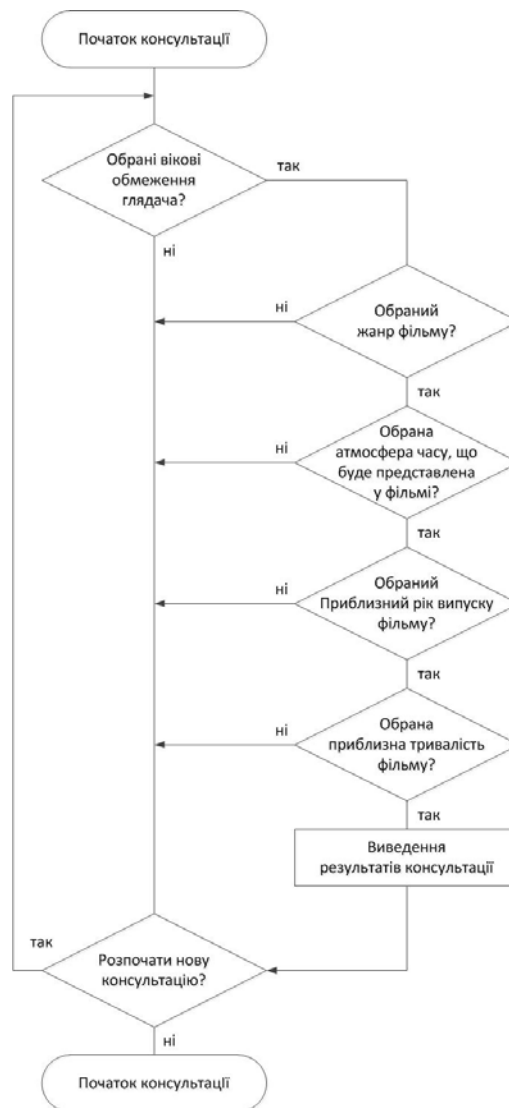 Початок консультації
Обрані вікові
обмеження
глядача?
так
ні
Обраний
жанр фільму?
ні
так
Обрана
атмосфера часу, що
буде представлена
у фільмі?
ні
так
Обраний
Приблизний рік випуску
фільму?
ні
так
Обрана
приблизна тривалість
фільму?
ні
так
Виведення
результатів консультації
так
Розпочати нову
консультацію?
ні
Початок консультації